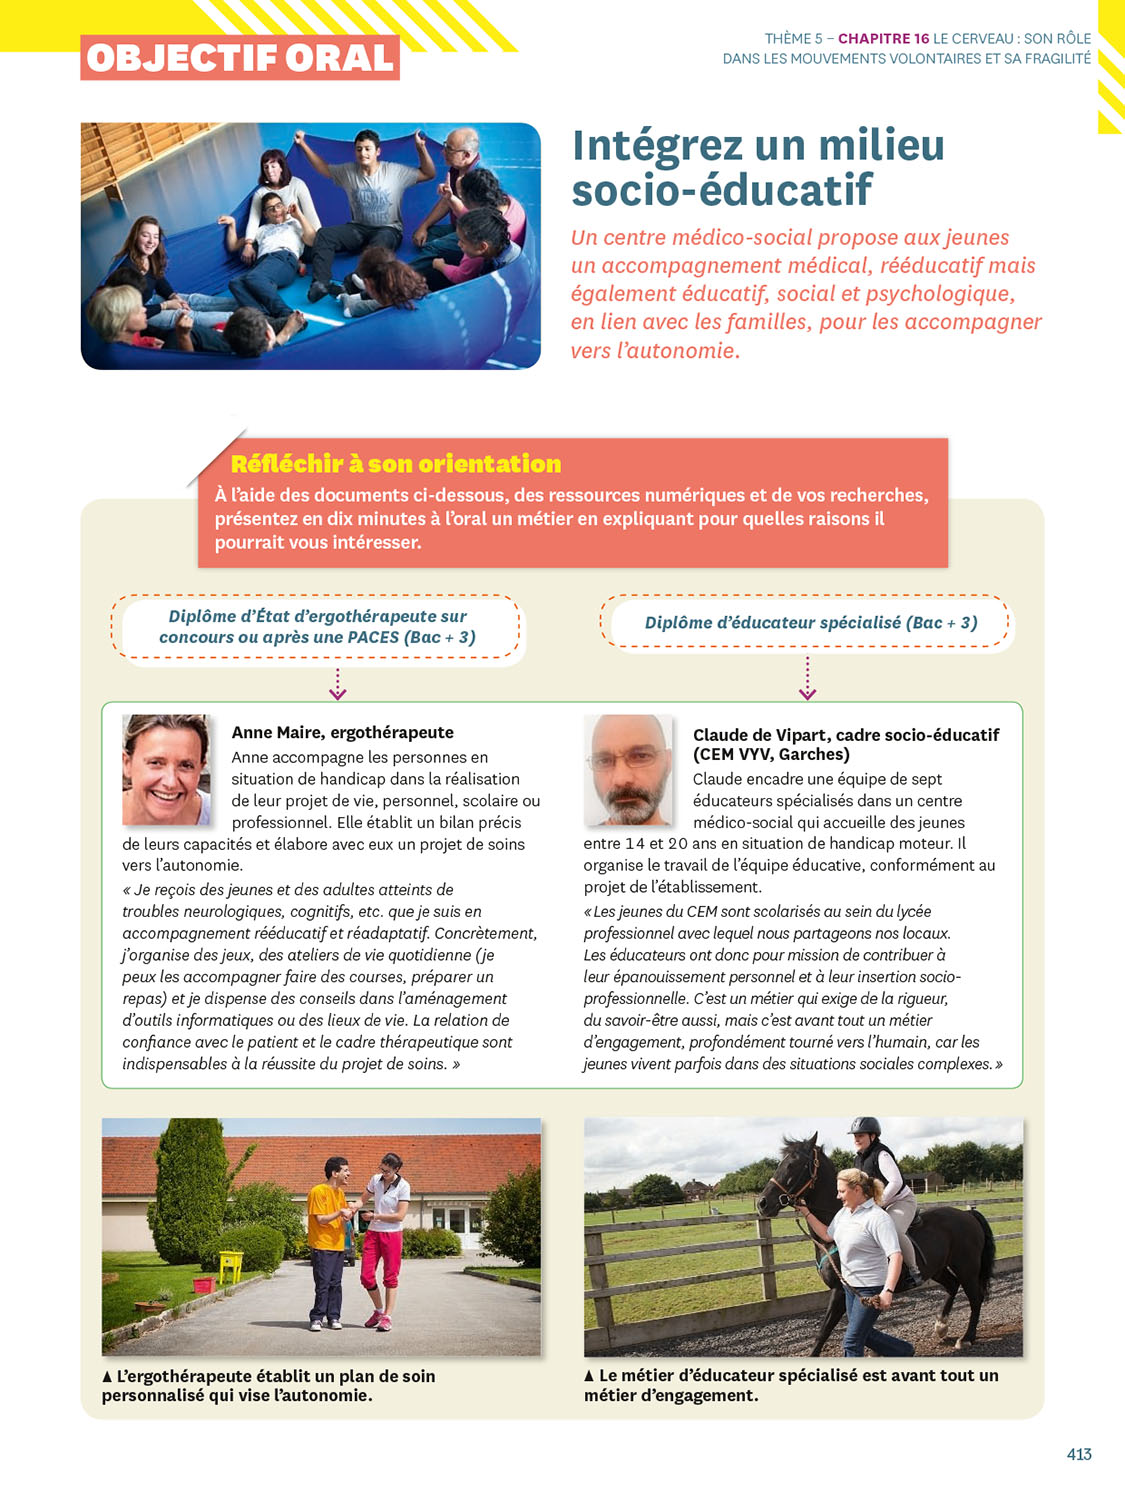 OBJECTIF ORAL
THÈME 5 – CHAPITRE 16 LE CERVEAU : SON RÔLE
DANS LES MOUVEMENTS VOLONTAIRES ET SA FRAGILITÉ
Intégrez un milieu
socio-éducatif
Un centre médico-social propose aux jeunes
un accompagnement médical, rééducatif mais
également éducatif, social et psychologique,
en lien avec les familles, pour les accompagner
vers l'autonomie.
Réfléchir à son orientation
À l'aide des documents ci-dessous, des ressources numériques et de vos recherches,
présentez en dix minutes à l'oral un métier en expliquant pour quelles raisons il
pourrait vous intéresser.
Diplôme d'État d'ergothérapeute sur
concours ou après une PACES (Bac + 3)
Diplôme d'éducateur spécialisé (Bac + 3)
Anne Maire, ergothérapeute
Anne accompagne les personnes en
situation de handicap dans la réalisation
de leur projet de vie, personnel, scolaire ou
professionnel. Elle établit un bilan précis
de leurs capacités et élabore avec eux un projet de soins
vers l'autonomie.
« Je reçois des jeunes et des adultes atteints de
troubles neurologiques, cognitifs, etc. que je suis en
accompagnement rééducatif et réadaptatif. Concrètement,
j'organise des jeux, des ateliers de vie quotidienne (je
peux les accompagner faire des courses, préparer un
repas) et je dispense des conseils dans l'aménagement
d'outils informatiques ou des lieux de vie. La relation de
confiance avec le patient et le cadre thérapeutique sont
indispensables à la réussite du projet de soins. »
Claude de Vipart, cadre socio-éducatif
(CEM VYV, Garches)
Claude encadre une équipe de sept
éducateurs spécialisés dans un centre
médico-social qui accueille des jeunes
entre 14 et 20 ans en situation de handicap moteur. Il
organise le travail de l'équipe éducative, conformément au
projet de l'établissement.
« Les jeunes du CEM sont scolarisés au sein du lycée
professionnel avec lequel nous partageons nos locaux.
Les éducateurs ont donc pour mission de contribuer à
leur épanouissement personnel et à leur insertion socio-
professionnelle. C'est un métier qui exige de la rigueur,
du savoir-être aussi, mais c'est avant tout un métier
d'engagement, profondément tourné vers l'humain, car les
jeunes vivent parfois dans des situations sociales complexes. »
▲ L'ergothérapeute établit un plan de soin
personnalisé qui vise l'autonomie.
▲ Le métier d'éducateur spécialisé est avant tout un
métier d'engagement.
413